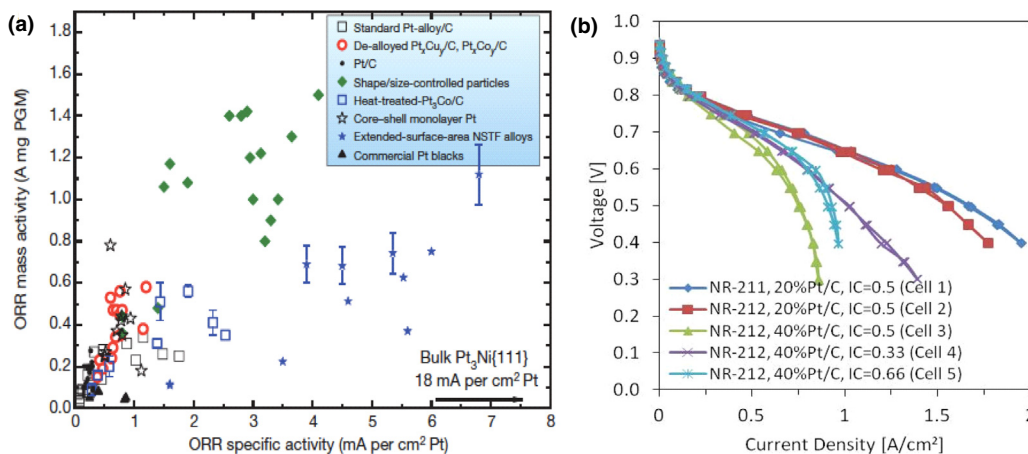 (a)
ORR mass activity (A mg PGM)
1.8
1.6
1.4
1.2
1.0
0.8
0.6
0.4
0.2
0.0
Standard Pt-alloy/C
De-alloyed PtxCuy/C, PtxCoy/C
Pt/C
Shape/size-controlled particles
Heat-treated-Pt3Co/C
Core–shell monolayer Pt
Extended-surface-area NSTF alloys
Commercial Pt blacks
Bulk Pt3Ni{111}
18 mA per cm2 Pt
0 1 2 3 4 5 6 7 8
ORR specific activity (mA per cm2 Pt)
(b)
Voltage [V]
1.0
0.9
0.8
0.7
0.6
0.5
0.4
0.3
0.2
0.1
0.0
NR-211, 20%Pt/C, IC=0.5 (Cell 1)
NR-212, 20%Pt/C, IC=0.5 (Cell 2)
NR-212, 40%Pt/C, IC=0.5 (Cell 3)
NR-212, 40%Pt/C, IC=0.33 (Cell 4)
NR-212, 40%Pt/C, IC=0.66 (Cell 5)
0 0.5 1 1.5 2
Current Density [A/cm²]